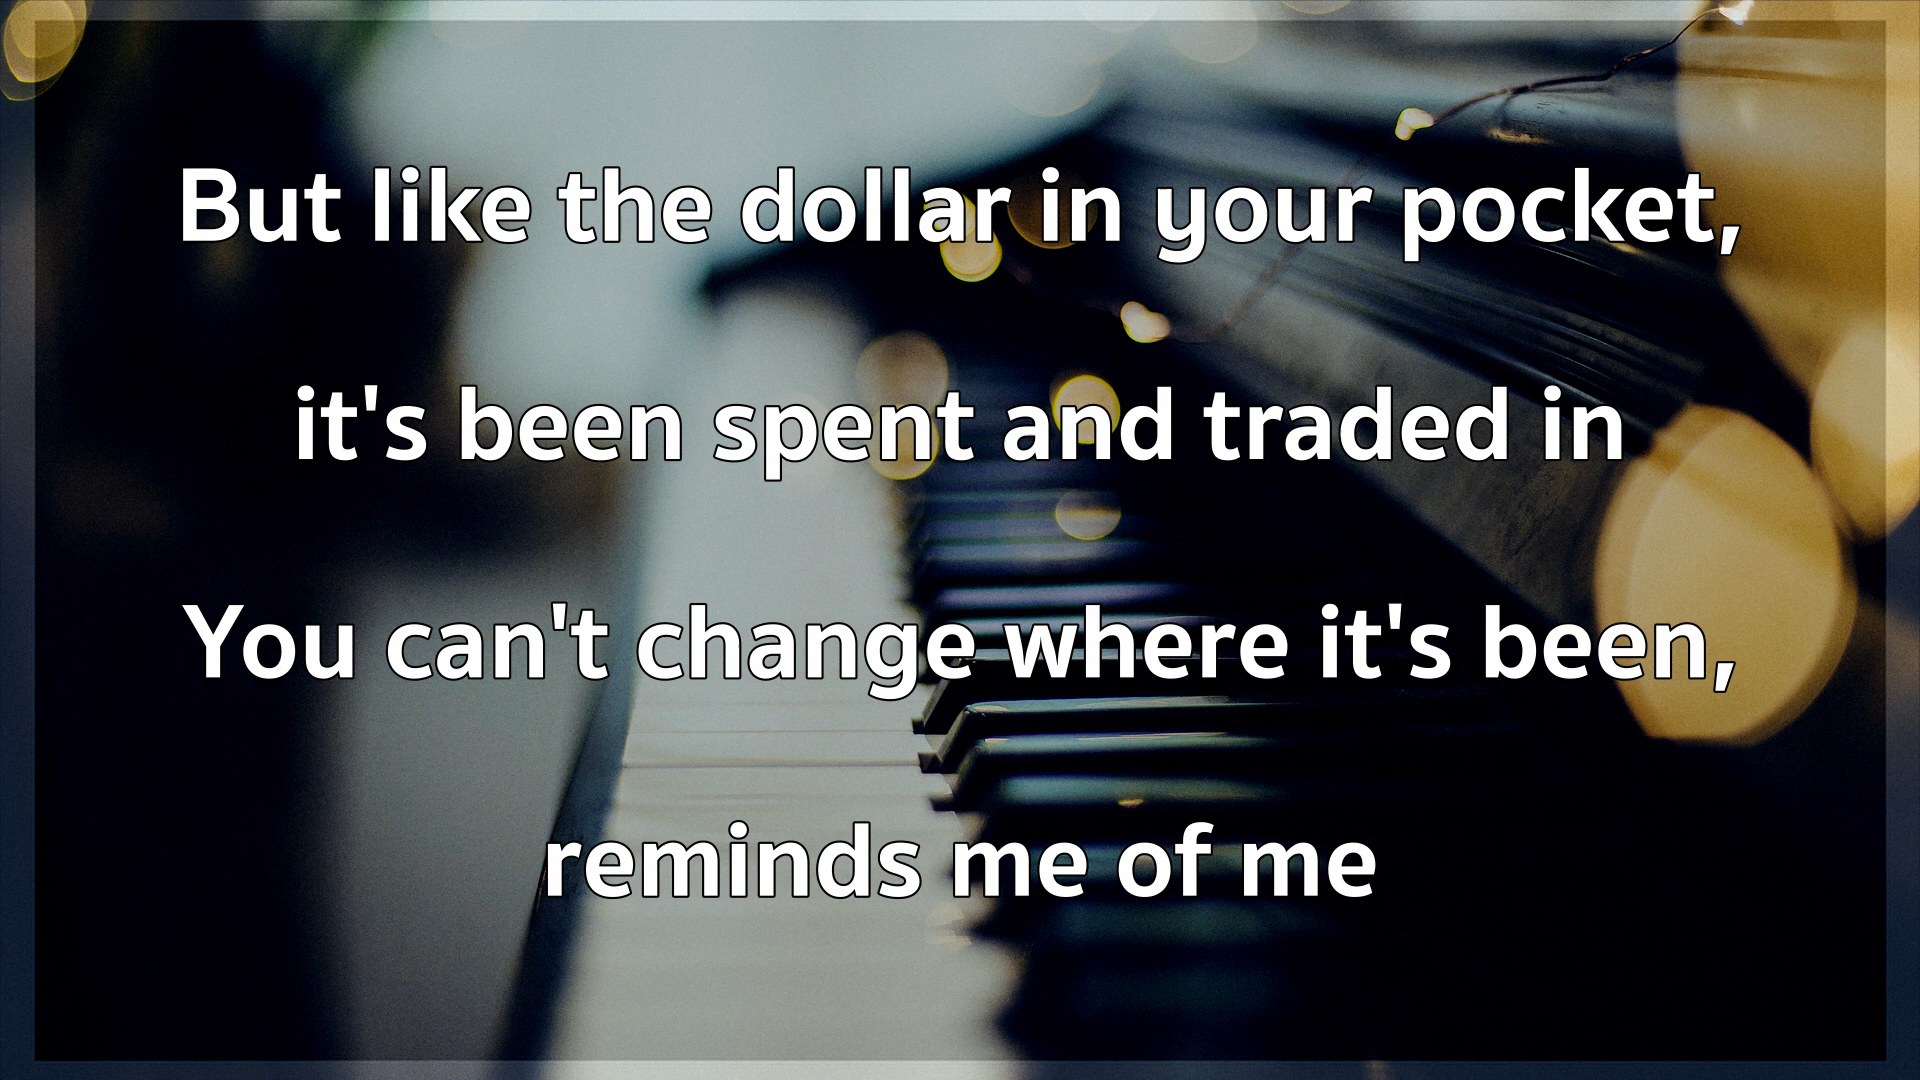 But like the dollar in your pocket,
it's been spent and traded in
You can't change where it's been,
reminds me of me